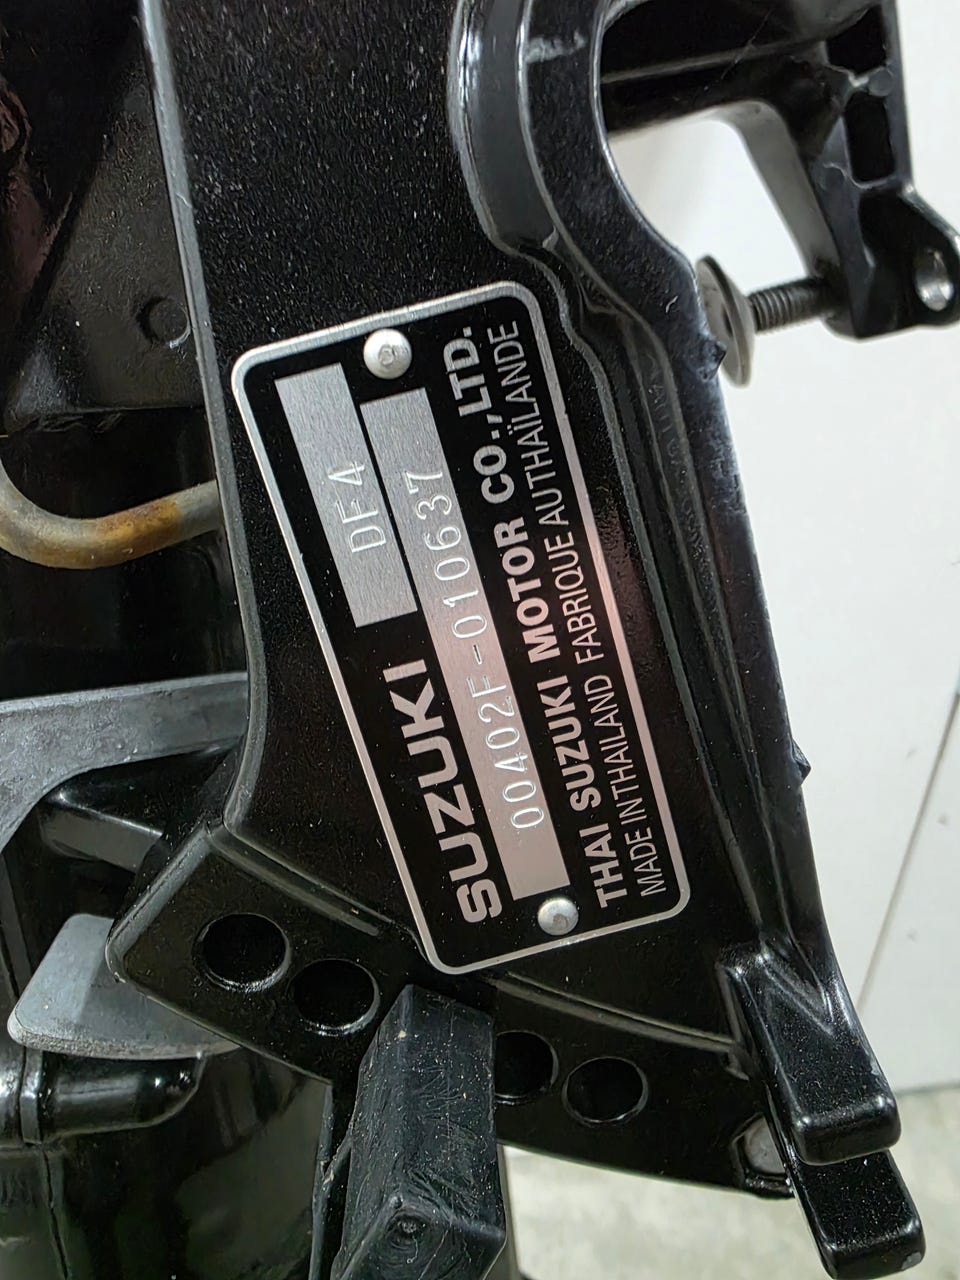 SUZUKI DF4
00402F-010637
THAI SUZUKI MOTOR CO.,LTD.
MADE IN THAILAND FABRIQUE AU THAÏLANDE